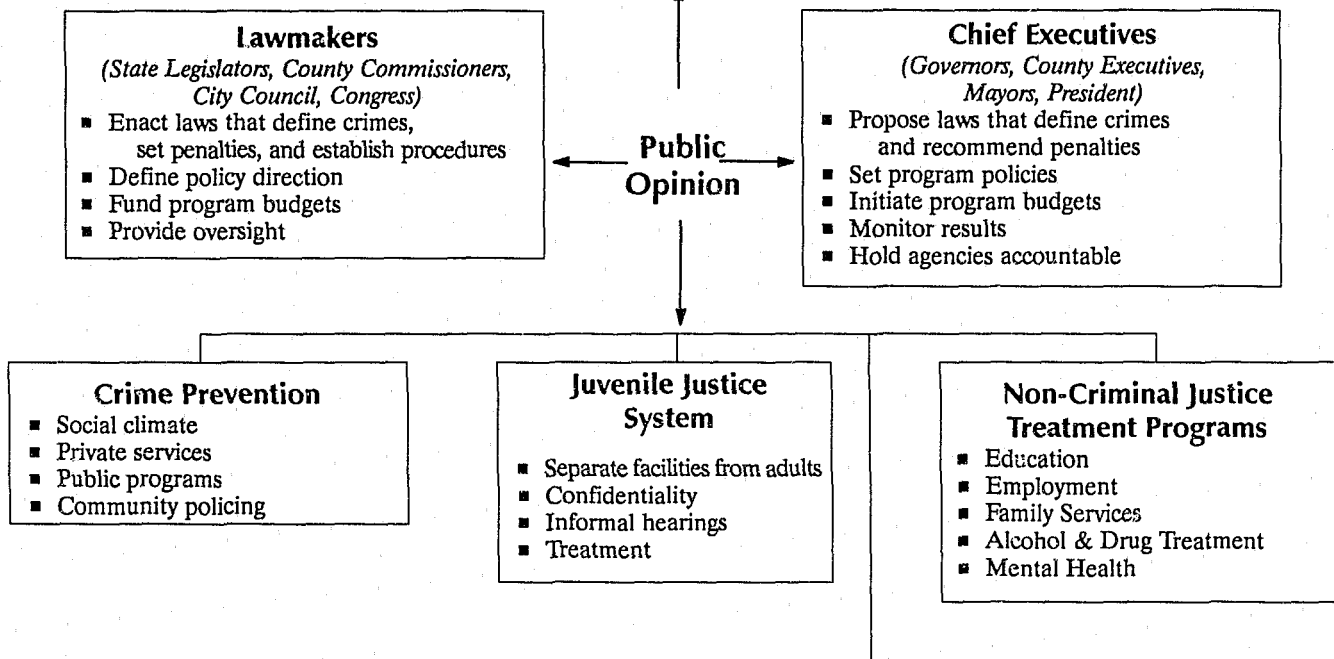 Lawmakers
(State Legislators, County Commissioners,
City Council, Congress)
■ Enact laws that define crimes,
set penalties, and establish procedures
■ Define policy direction
■ Fund program budgets
■ Provide oversight
Public
Opinion
Chief Executives
(Governors, County Executives,
Mayors, President)
■ Propose laws that define crimes
and recommend penalties
■ Set program policies
■ Initiate program budgets
■ Monitor results
■ Hold agencies accountable
Crime Prevention
■ Social climate
■ Private services
■ Public programs
■ Community policing
Juvenile Justice
System
■ Separate facilities from adults
■ Confidentiality
■ Informal hearings
■ Treatment
Non-Criminal Justice
Treatment Programs
■ Education
■ Employment
■ Family Services
■ Alcohol & Drug Treatment
■ Mental Health